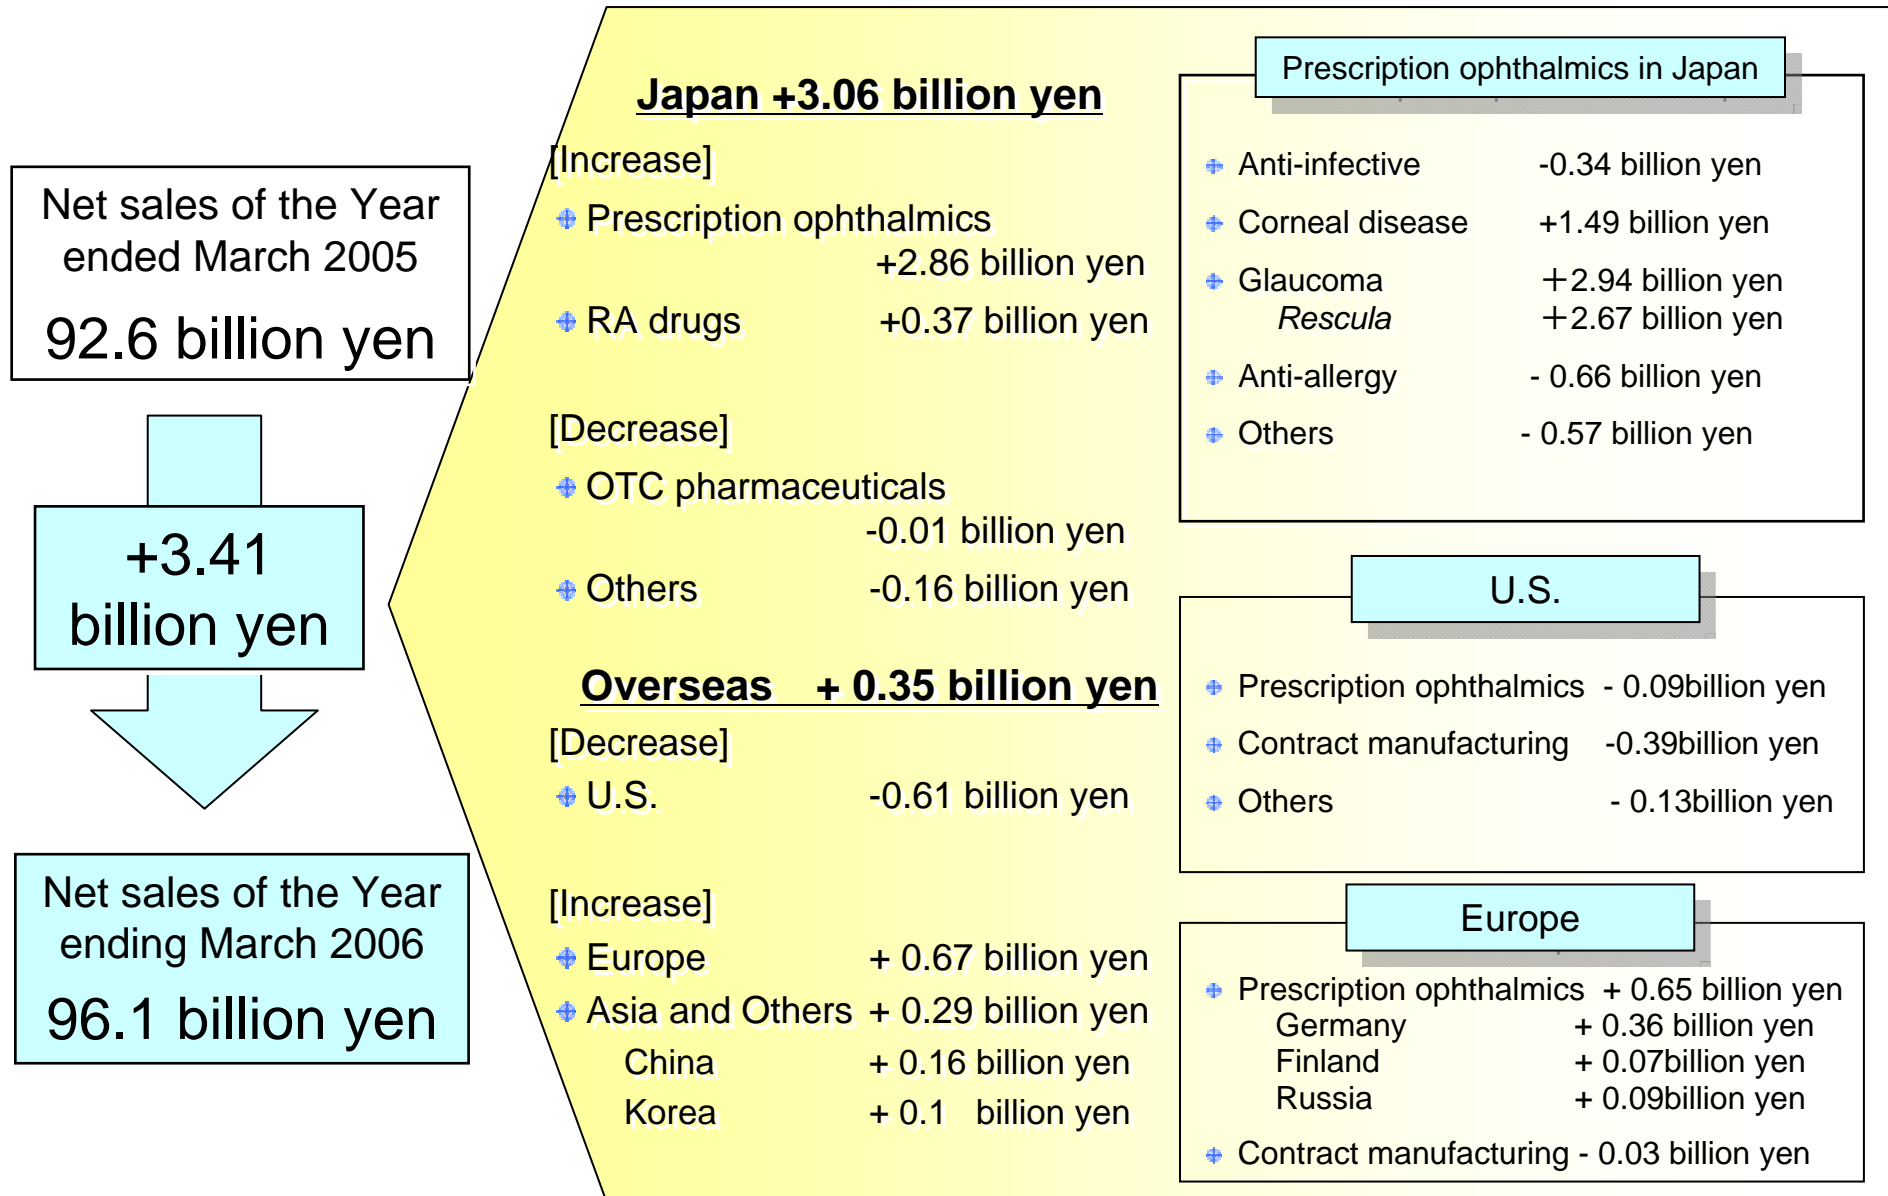 Net sales of the Year
ended March 2005
92.6 billion yen
+3.41
billion yen
Net sales of the Year
ending March 2006
96.1 billion yen
Japan +3.06 billion yen
[Increase]
Prescription ophthalmics
+2.86 billion yen
RA drugs +0.37 billion yen
[Decrease]
OTC pharmaceuticals
-0.01 billion yen
Others -0.16 billion yen
Overseas + 0.35 billion yen
[Decrease]
U.S. -0.61 billion yen
[Increase]
Europe + 0.67 billion yen
Asia and Others + 0.29 billion yen
China + 0.16 billion yen
Korea + 0.1 billion yen
Prescription ophthalmics in Japan
Anti-infective -0.34 billion yen
Corneal disease +1.49 billion yen
Glaucoma +2.94 billion yen
Rescula +2.67 billion yen
Anti-allergy - 0.66 billion yen
Others - 0.57 billion yen
U.S.
Prescription ophthalmics - 0.09billion yen
Contract manufacturing -0.39billion yen
Others - 0.13billion yen
Europe
Prescription ophthalmics + 0.65 billion yen
Germany + 0.36 billion yen
Finland + 0.07billion yen
Russia + 0.09billion yen
Contract manufacturing - 0.03 billion yen